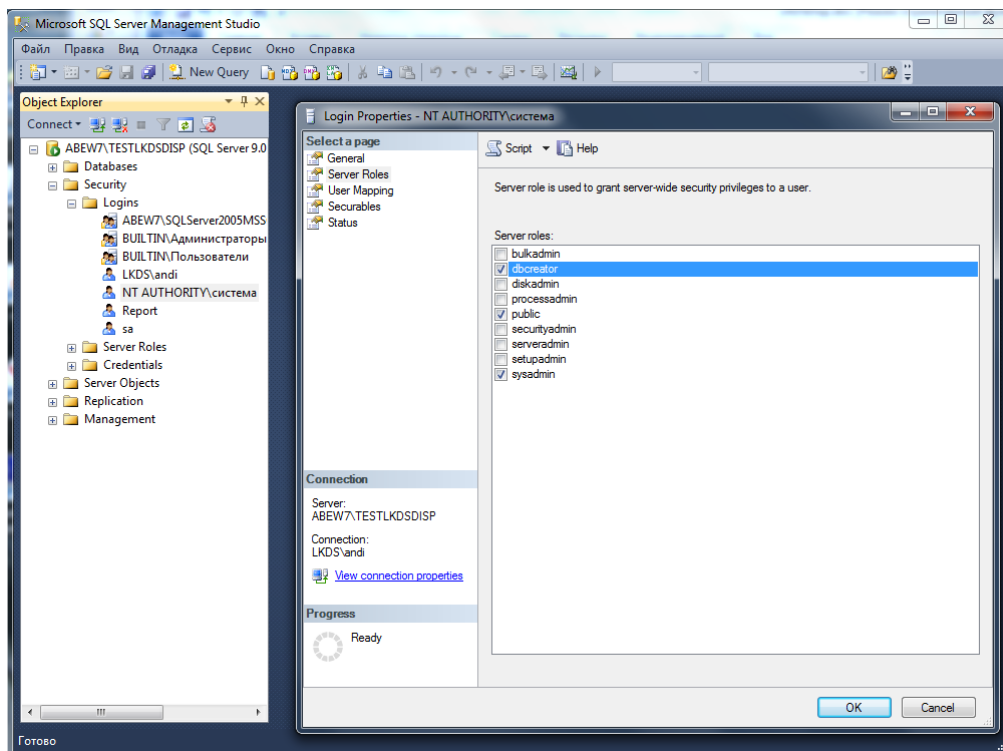 Microsoft SQL Server Management Studio
Файл Правка Вид Отладка Сервис Окно Справка
New Query
Object Explorer
Connect
ABEW7\TESTLKDSDISP (SQL Server 9.0
Databases
Security
Logins
ABEW7\SQLServer2005MSS
BUILTIN\Администраторы
BUILTIN\Пользователи
LKDS\andi
NT AUTHORITY\система
Report
sa
Server Roles
Credentials
Server Objects
Replication
Management
Готово
Login Properties - NT AUTHORITY\система
Select a page
General
Server Roles
User Mapping
Securables
Status
Connection
Server:
ABEW7\TESTLKDSDISP
Connection:
LKDS\andi
View connection properties
Progress
Ready
Script Help
Server role is used to grant server-wide security privileges to a user.
Server roles:
bulkadmin
dbcreator
diskadmin
processadmin
public
securityadmin
serveradmin
setupadmin
sysadmin
OK Cancel